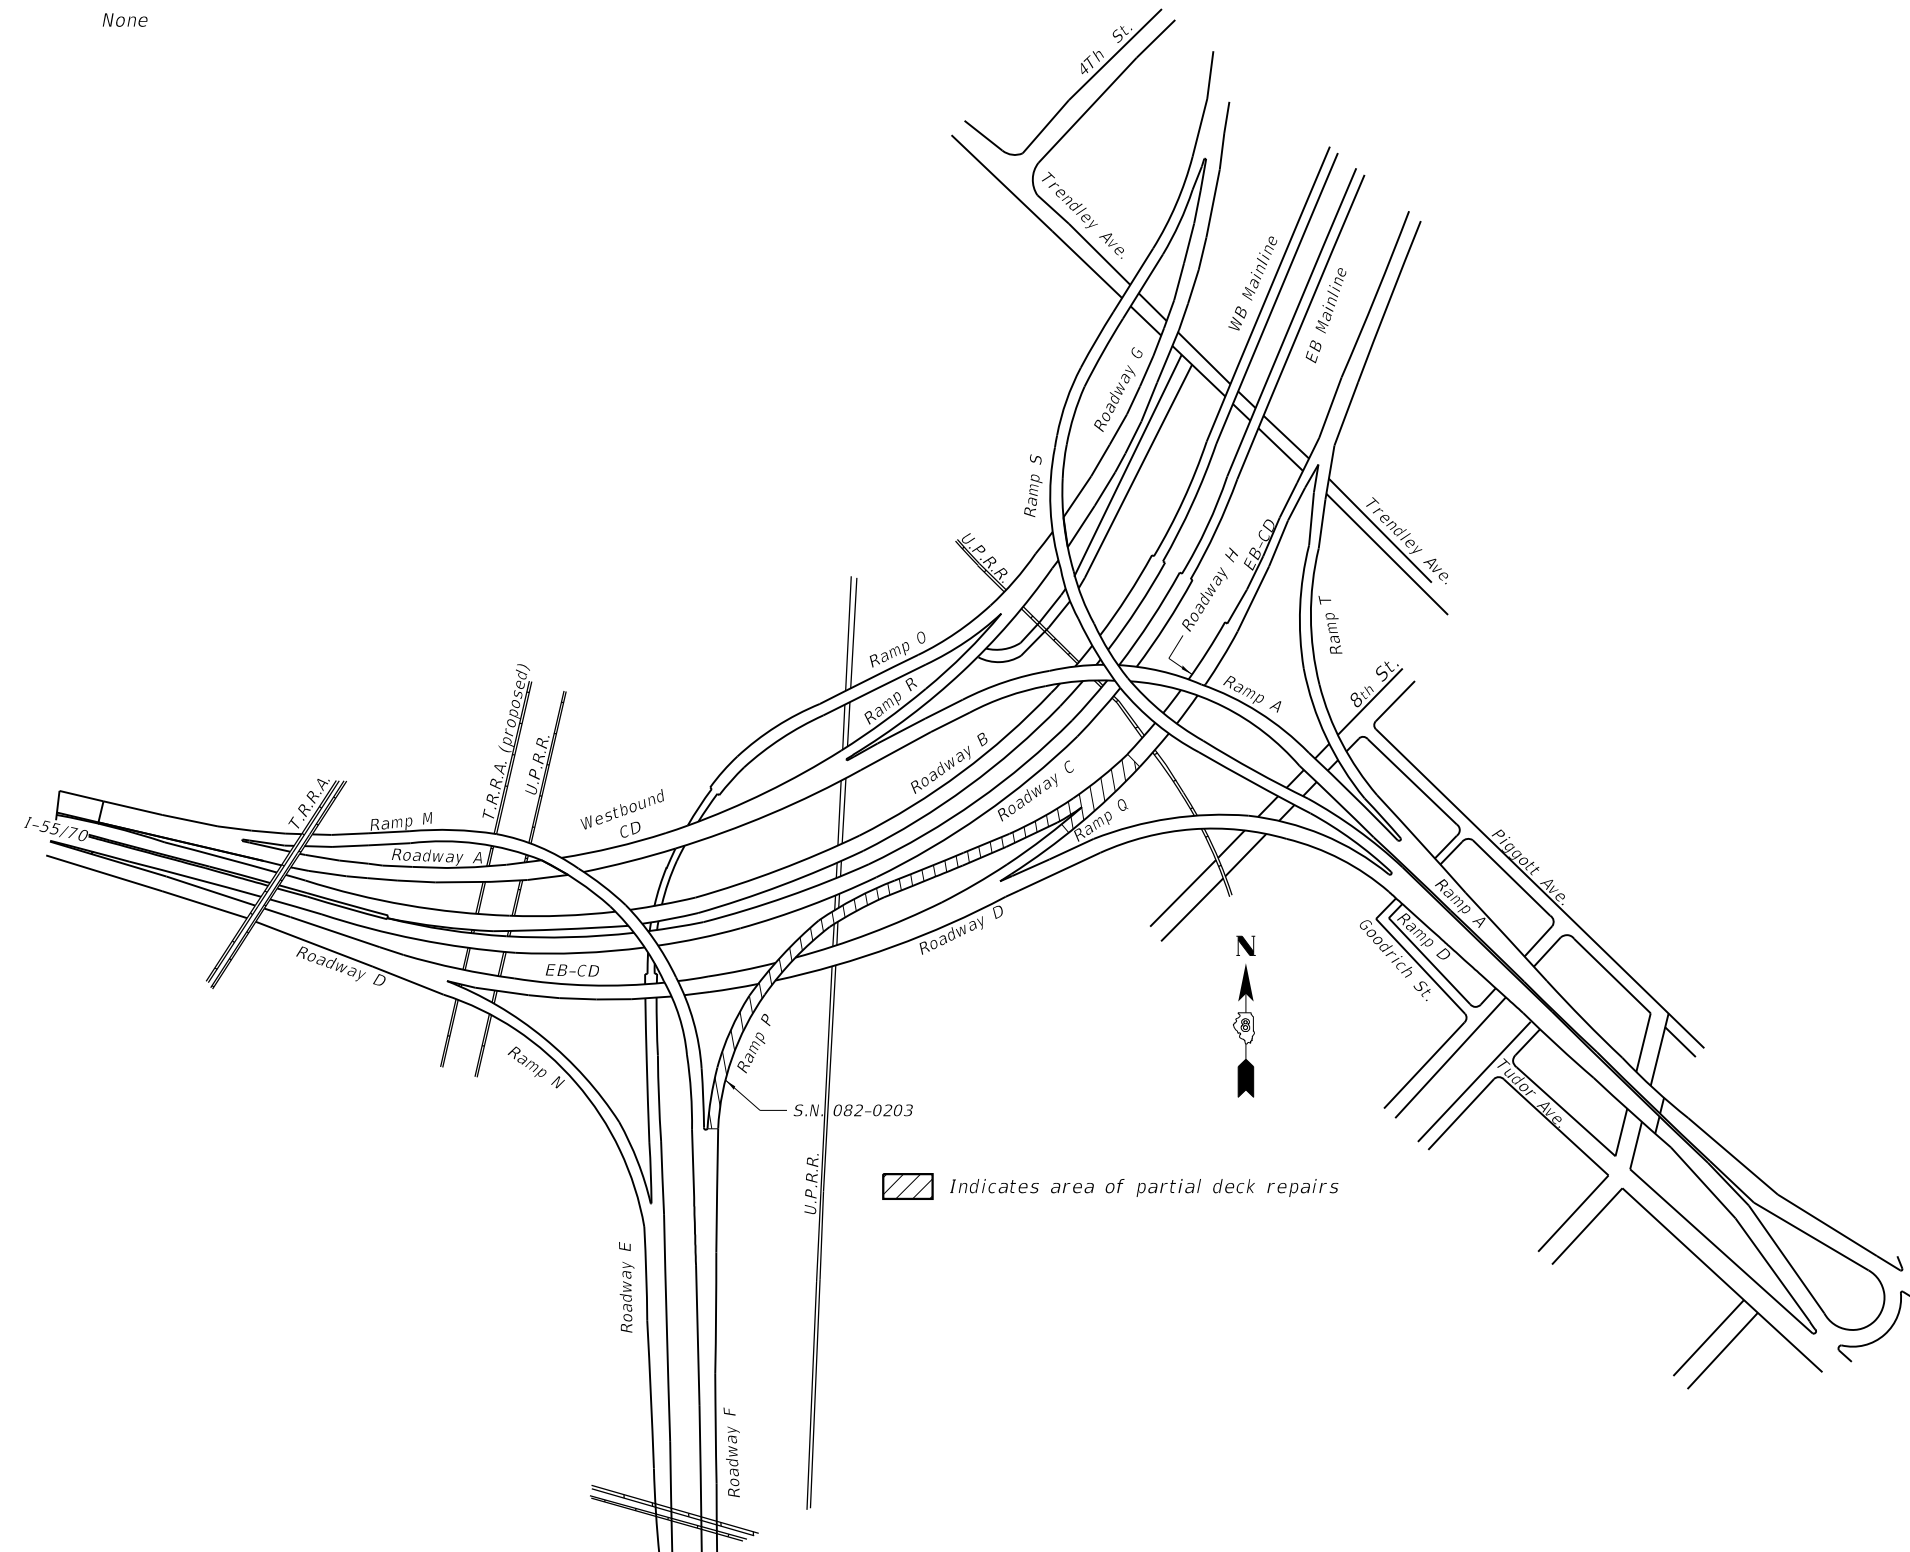 None
4Th St.
Trendley Ave.
WB Mainline
EB Mainline
Roadway G
Ramp S
Trendley Ave.
U.P.R.R.
EB-CD
Roadway H
Ramp T
Ramp O
8th St.
Ramp R
Ramp A
T.R.R.A. (proposed)
U.P.R.R.
Roadway B
Roadway C
T.R.R.A.
Westbound
CD
Ramp M
I-55/70
Roadway A
Ramp Q
Piggott Ave.
Ramp A
Roadway D
Ramp D
Goodrich St.
N
Roadway D
EB-CD
Ramp P
Ramp N
Tudor Ave.
S.N. 082-0203
U.P.R.R.
Indicates area of partial deck repairs
Roadway E
Roadway F